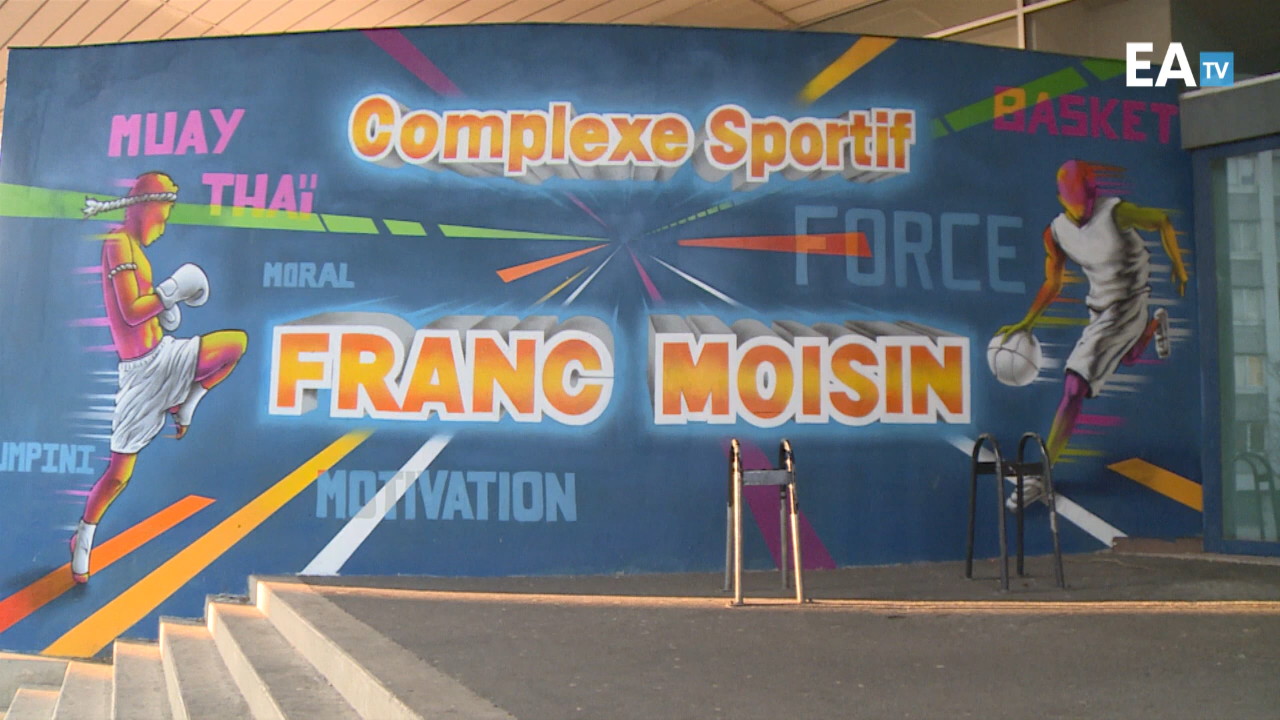 EA TV
MUAY
THAÏ
Complexe Sportif
BASKET
FORCE
MORAL
FRANC MOISIN
UMPINI
MOTIVATION